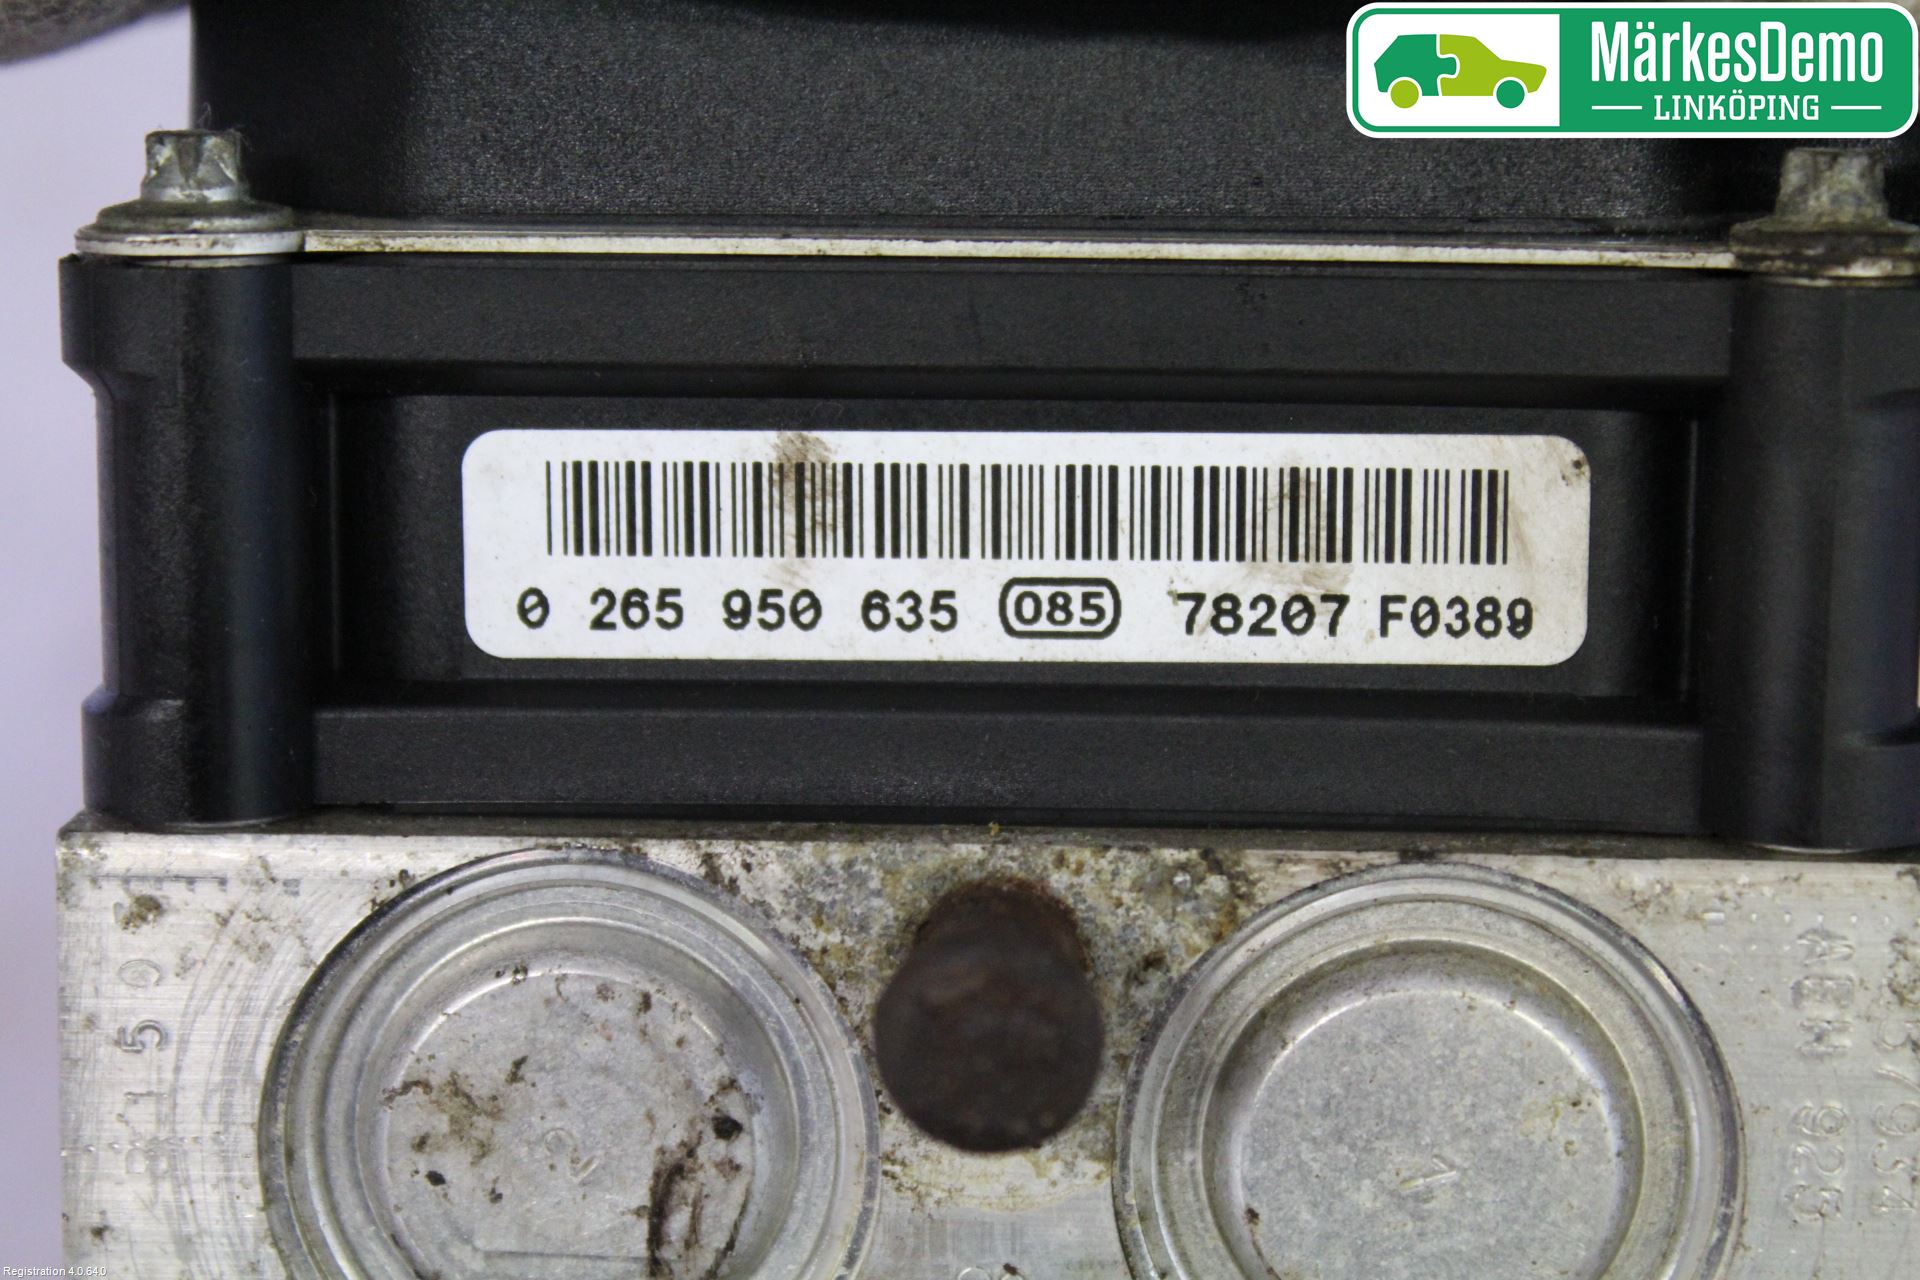 MärkesDemo
LINKÖPING
0 265 950 635 085 78207 F0389
Registration 4.0.64.0